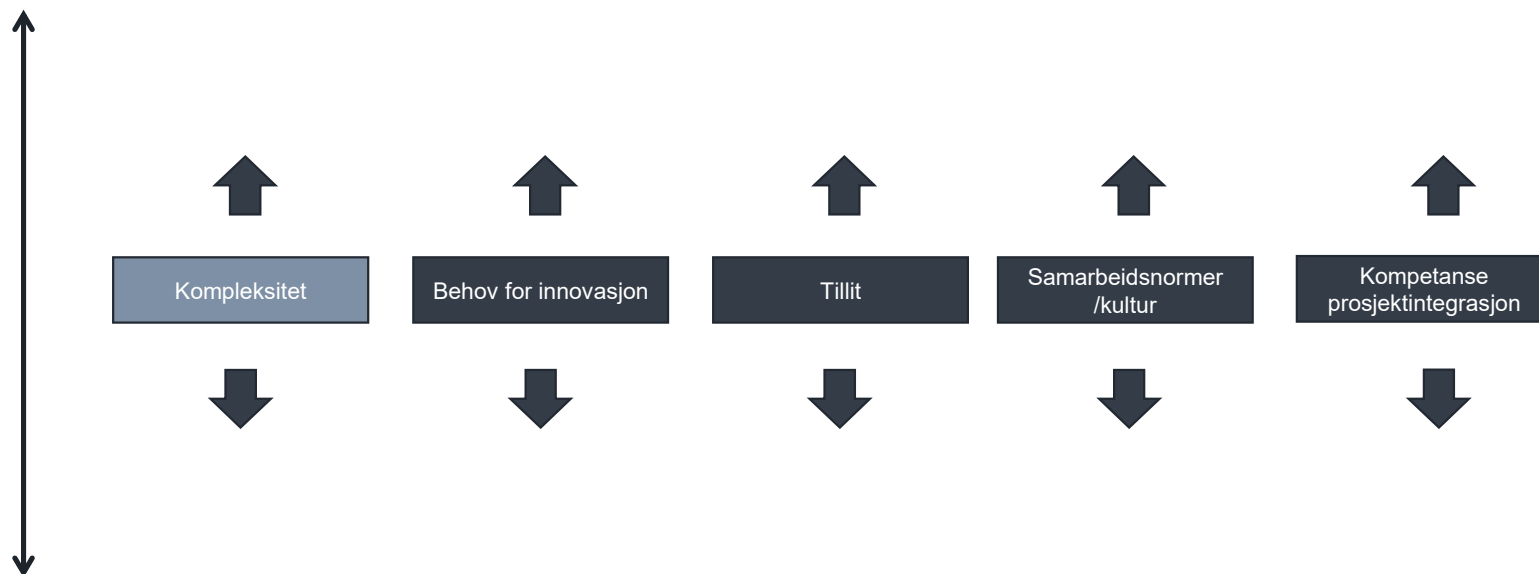 Kompleksitet
Behov for innovasjon
Tillit
Samarbeidsnormer
/kultur
Kompetanse
prosjektintegrasjon